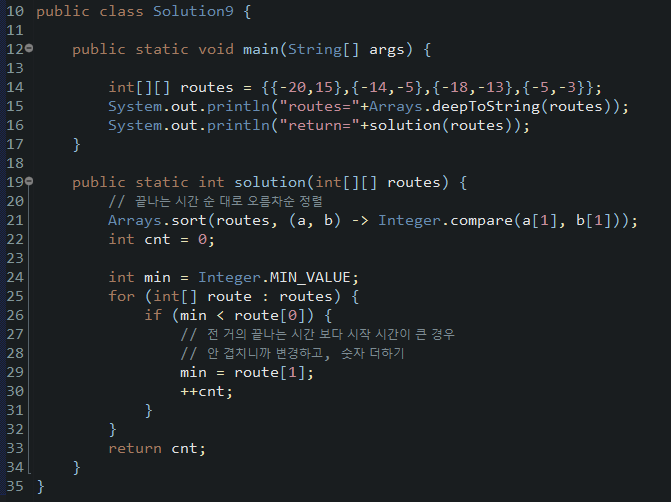 10 public class Solution9 {
11
12 public static void main(String[] args) {
13
14 int[][] routes = {{-20,15},{-14,-5},{-18,-13},{-5,-3}};
15 System.out.println("routes="+Arrays.deepToString(routes));
16 System.out.println("return="+solution(routes));
17 }
18
19 public static int solution(int[][] routes) {
20 // 끝나는 시간 순 대로 오름차순 정렬
21 Arrays.sort(routes, (a, b) -> Integer.compare(a[1], b[1]));
22 int cnt = 0;
23
24 int min = Integer.MIN_VALUE;
25 for (int[] route : routes) {
26 if (min < route[0]) {
27 // 전 거의 끝나는 시간 보다 시작 시간이 큰 경우
28 // 안 겹치니까 변경하고, 숫자 더하기
29 min = route[1];
30 ++cnt;
31 }
32 }
33 return cnt;
34 }
35 }